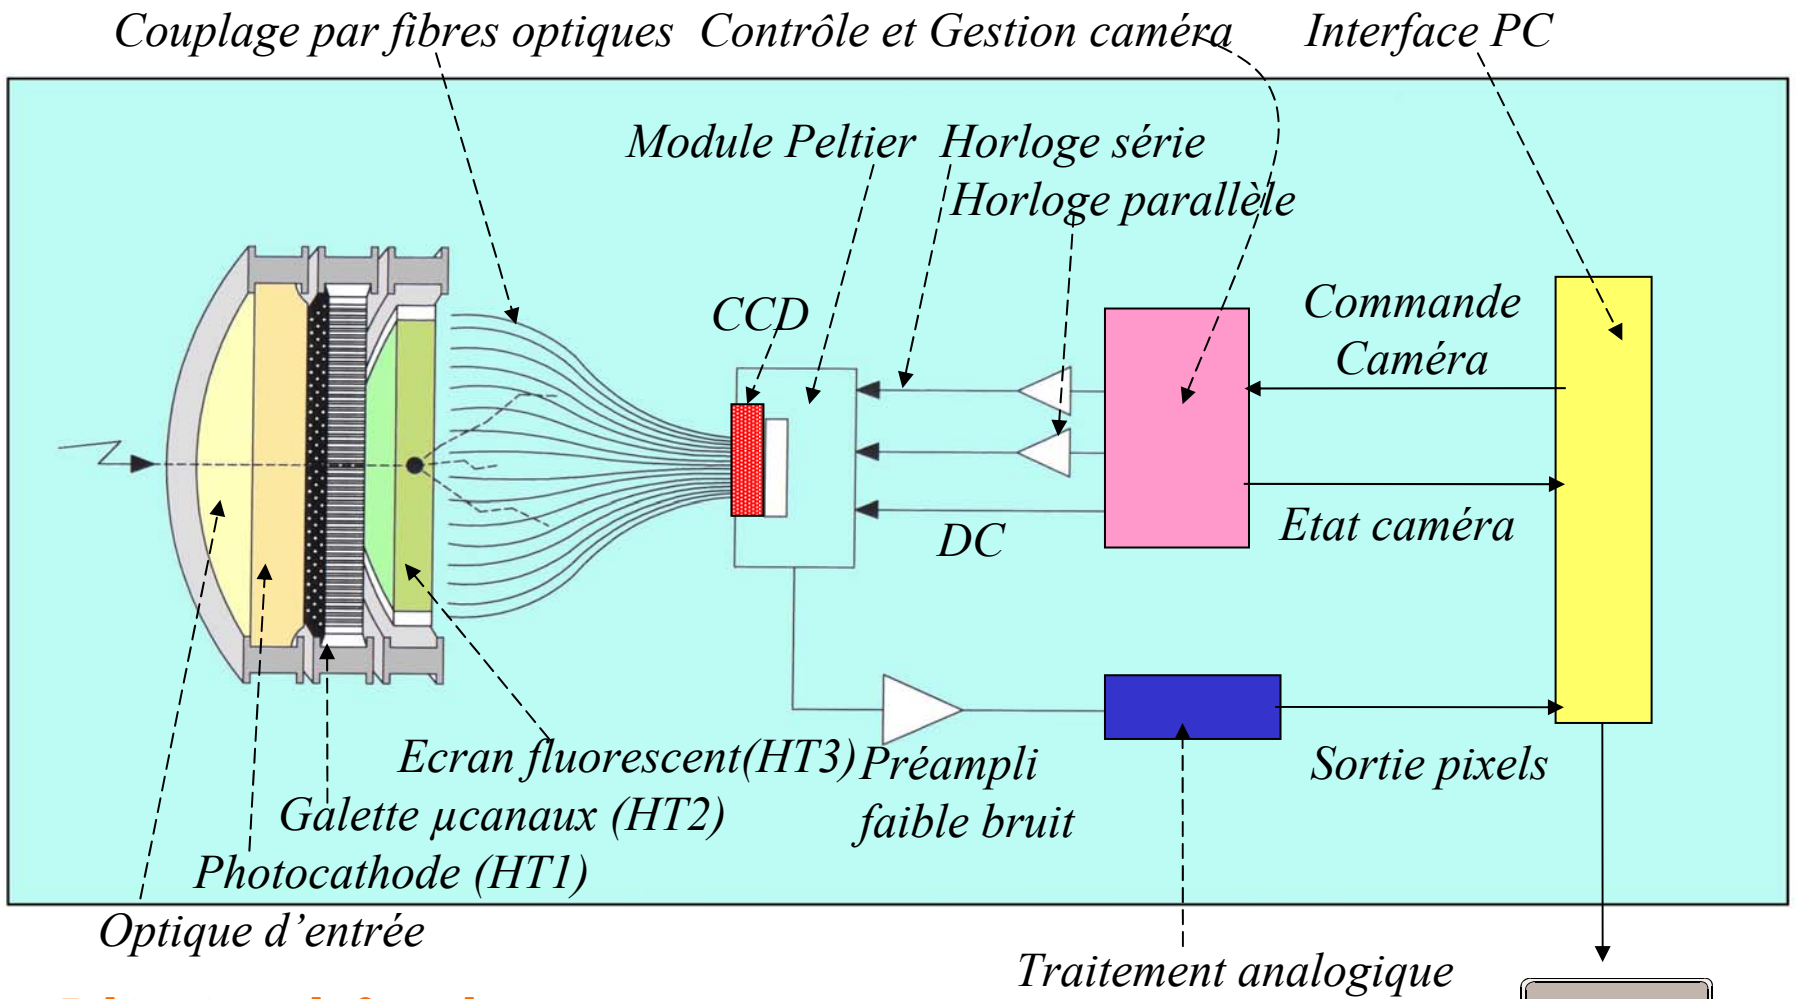 Couplage par fibres optiques
Contrôle et Gestion caméra
Interface PC
Module Peltier
Horloge série
Horloge parallèle
CCD
Commande
Caméra
DC
Etat caméra
Ecran fluorescent(HT3)
Préampli
faible bruit
Sortie pixels
Galette µcanaux (HT2)
Photocathode (HT1)
Optique d’entrée
Traitement analogique